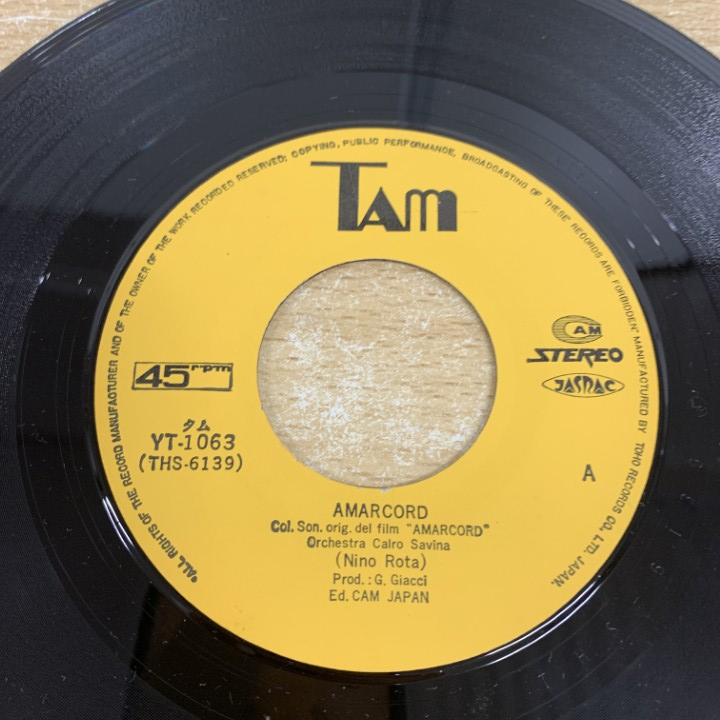 "ALL RIGHTS OF THE RECORD MANUFACTURER AND OF THE OWNER OF THE WORK RECORDED RESERVED; COPYING, PUBLIC PERFORMANCE, BROADCASTING OF THESE RECORDS ARE FORBIDDEN" MANUFACTURED BY TOHO RECORDS CO., LTD. JAPAN.
TAM
CAM
STEREO
JASRAC
45 rpm
タム
YT-1063
(THS-6139)
A
AMARCORD
Col. Son. orig. del film "AMARCORD"
Orchestra Calro Savina
(Nino Rota)
Prod.: G. Giacci
Ed. CAM JAPAN